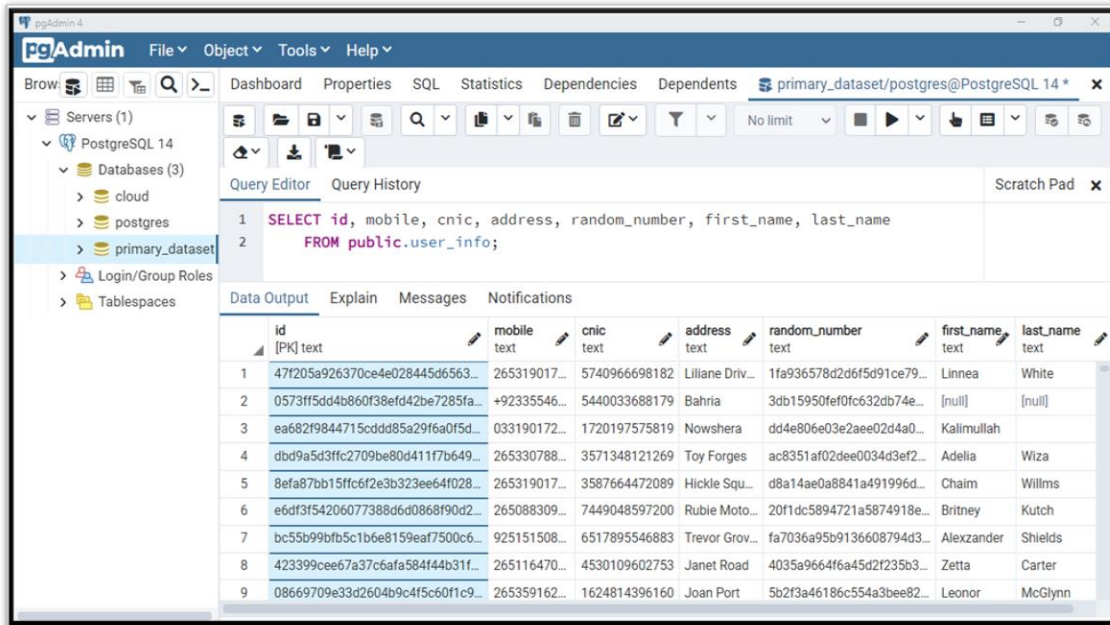 pgAdmin 4
pgAdmin File Object Tools Help
Brow Dashboard Properties SQL Statistics Dependencies Dependents primary_dataset/postgres@PostgreSQL 14 *
Servers (1)
PostgreSQL 14
Databases (3)
cloud
postgres
primary_dataset
Login/Group Roles
Tablespaces
No limit
Query Editor Query History Scratch Pad
1 SELECT id, mobile, cnic, address, random_number, first_name, last_name
2 FROM public.user_info;
Data Output Explain Messages Notifications
id mobile cnic address random_number first_name last_name
[PK] text text text text text text text
1 47f205a926370ce4e028445d6563... 265319017... 5740966698182 Liliane Driv... 1fa936578d2d6f5d91ce79... Linnea White
2 0573ff5dd4b860f38efd42be7285fa... +92335546... 5440033688179 Bahria 3db15950fef0fc632db74e... [null] [null]
3 ea682f9844715cddd85a29f6a0f5d... 033190172... 1720197575819 Nowshera dd4e806e03e2aee02d4a0... Kalimullah
4 dbd9a5d3ffc2709be80d411f7b649... 265330788... 3571348121269 Toy Forges ac8351af02dee0034d3ef2... Adelia Wiza
5 8efa87bb15ffc6f2e3b323ee64f028... 265319017... 3587664472089 Hickle Squ... d8a14ae0a8841a491996d... Chaim Willms
6 e6df3f54206077388d6d0868f90d2... 265088309... 7449048597200 Rubie Moto... 20f1dc5894721a5874918e... Britney Kutch
7 bc55b99bfb5c1b6e8159eaf7500c6... 925151508... 6517895546883 Trevor Grov... fa7036a95b9136608794d3... Alexzander Shields
8 423399cee67a37c6afa584f44b31f... 265116470... 4530109602753 Janet Road 4035a9664f6a45d2f235b3... Zetta Carter
9 08669709e33d2604b9c4f5c60f1c9... 265359162... 1624814396160 Joan Port 5b2f3a46186c554a3bee82... Leonor McGlynn